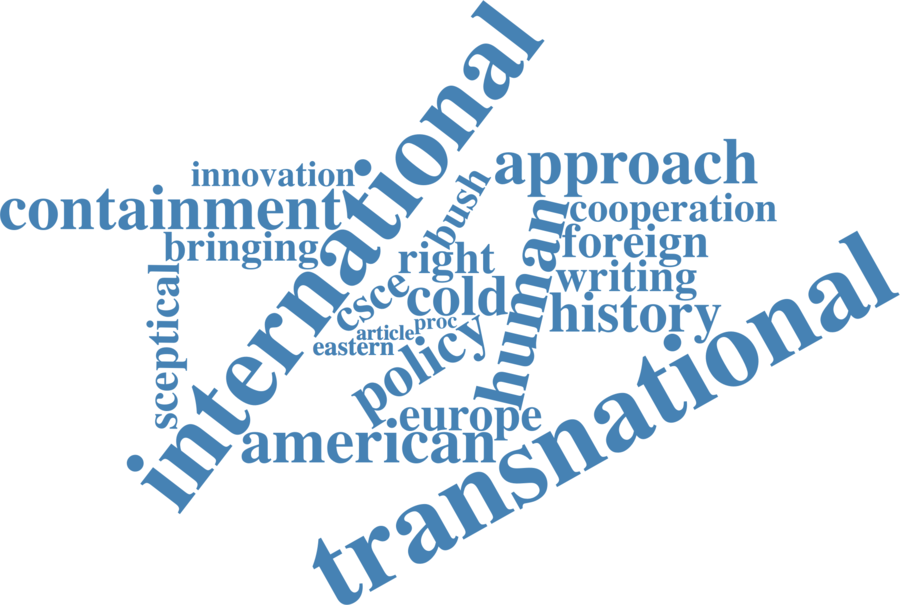 international
approach
innovation
bush
containment
cooperation
human
bringing
foreign
right
sceptical
writing
csce
cold
history
proc
article
eastern
policy
transnational
europe
american